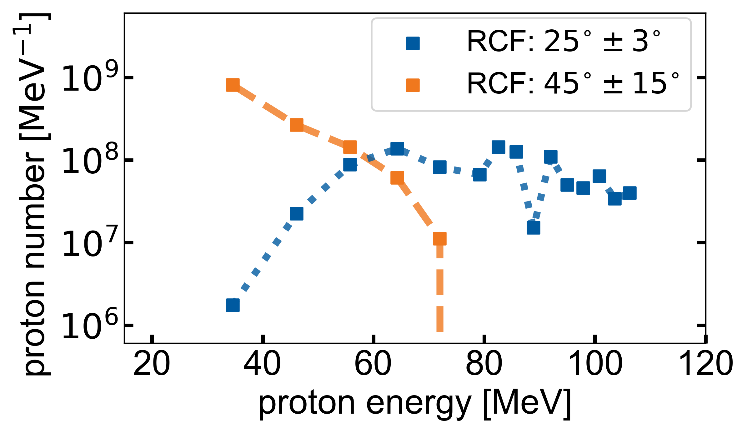 RCF: 25° ± 3°
RCF: 45° ± 15°
proton number [MeV⁻¹]
10⁹
10⁸
10⁷
10⁶
20 40 60 80 100 120
proton energy [MeV]